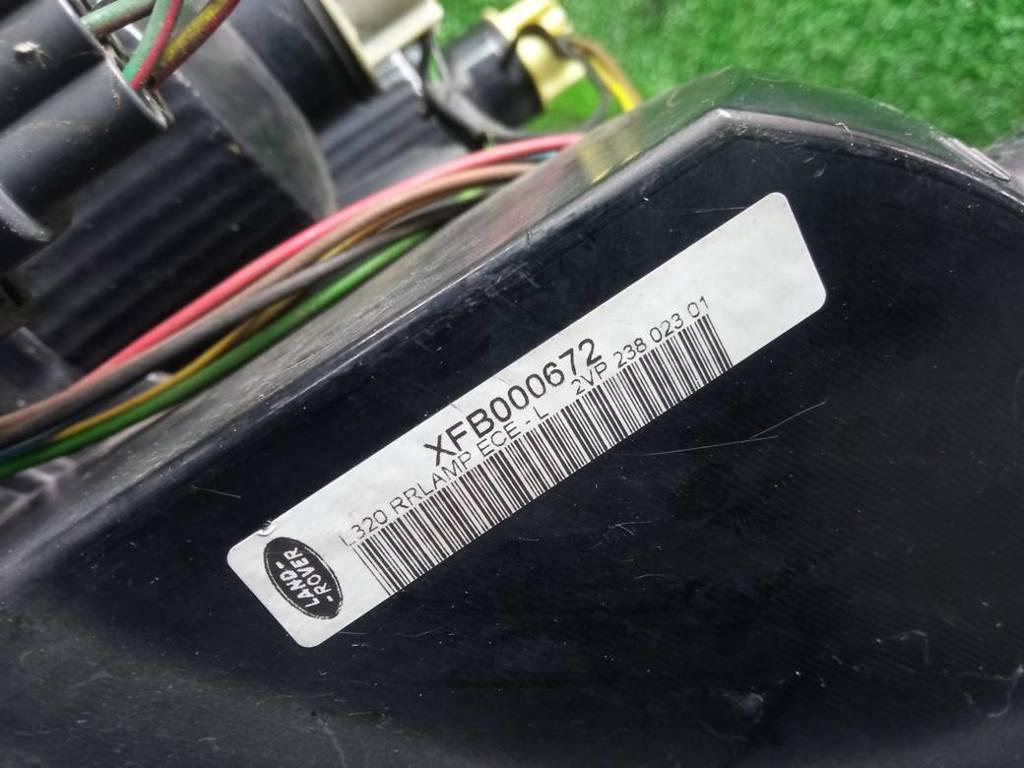 XFB000672
L320 RRLAMP ECE - L 2VP 238 023 01
LAND-
-ROVER